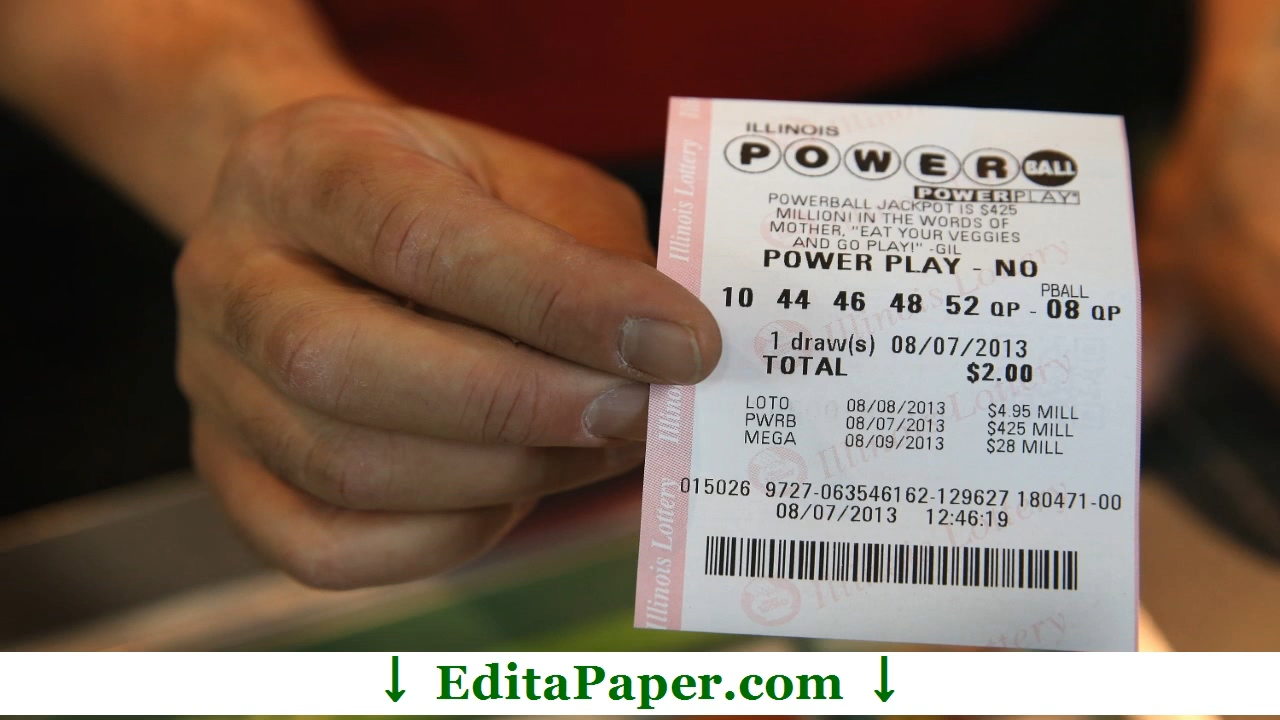 ILLINOIS
POWERBALL
POWERPLAY
POWERBALL JACKPOT IS $425
MILLION! IN THE WORDS OF
MOTHER, "EAT YOUR VEGGIES
AND GO PLAY!" -GIL
POWER PLAY - NO
PBALL
10 44 46 48 52 QP - 08 QP
1 draw(s) 08/07/2013
TOTAL $2.00
LOTO 08/08/2013 $4.95 MILL
PWRB 08/07/2013 $425 MILL
MEGA 08/09/2013 $28 MILL
015026 9727-063546162-129627 180471-00
08/07/2013 12:46:19
Illinois Lottery
Illinois Lottery
↓ EditaPaper.com ↓